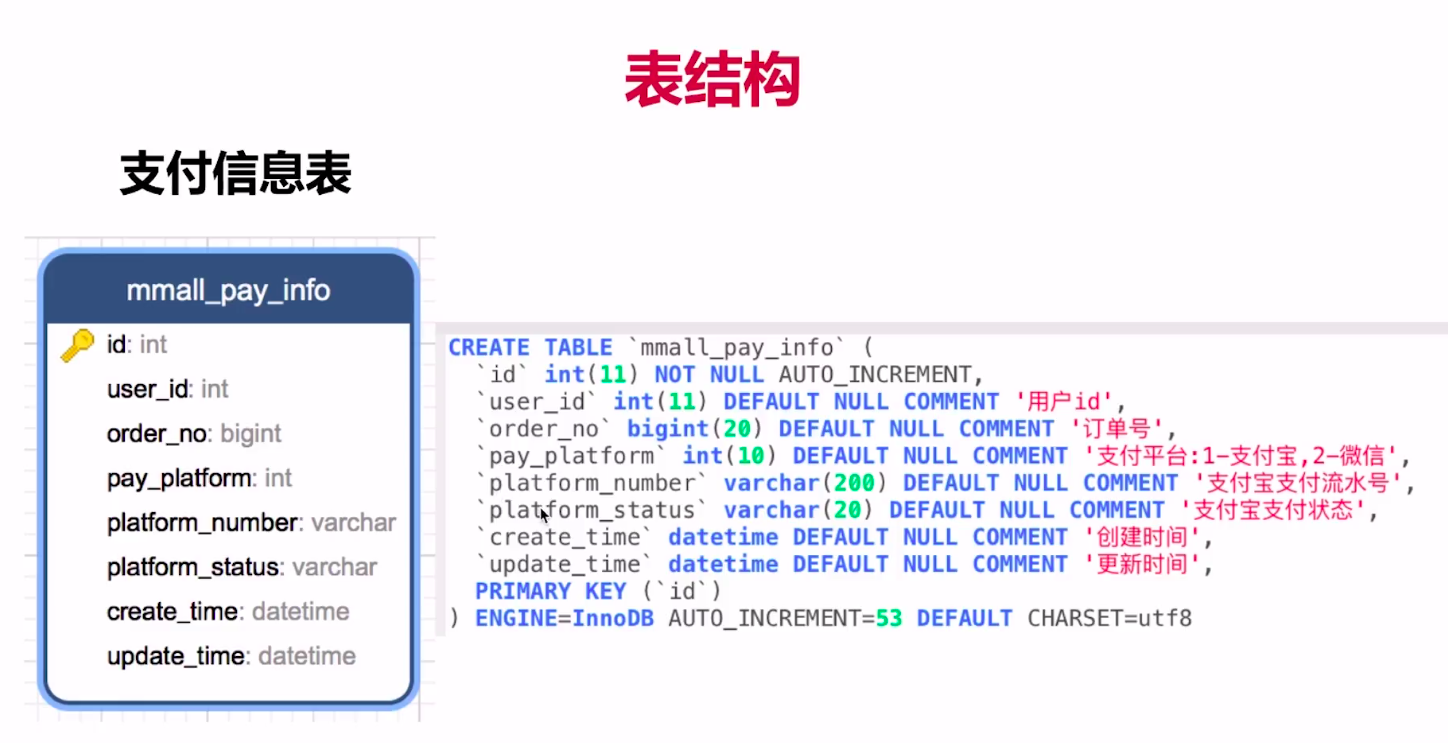 表结构
支付信息表
mmall_pay_info
id: int
user_id: int
order_no: bigint
pay_platform: int
platform_number: varchar
platform_status: varchar
create_time: datetime
update_time: datetime
CREATE TABLE `mmall_pay_info` (
`id` int(11) NOT NULL AUTO_INCREMENT,
`user_id` int(11) DEFAULT NULL COMMENT '用户id',
`order_no` bigint(20) DEFAULT NULL COMMENT '订单号',
`pay_platform` int(10) DEFAULT NULL COMMENT '支付平台:1-支付宝,2-微信',
`platform_number` varchar(200) DEFAULT NULL COMMENT '支付宝支付流水号',
`platform_status` varchar(20) DEFAULT NULL COMMENT '支付宝支付状态',
`create_time` datetime DEFAULT NULL COMMENT '创建时间',
`update_time` datetime DEFAULT NULL COMMENT '更新时间',
PRIMARY KEY (`id`)
) ENGINE=InnoDB AUTO_INCREMENT=53 DEFAULT CHARSET=utf8